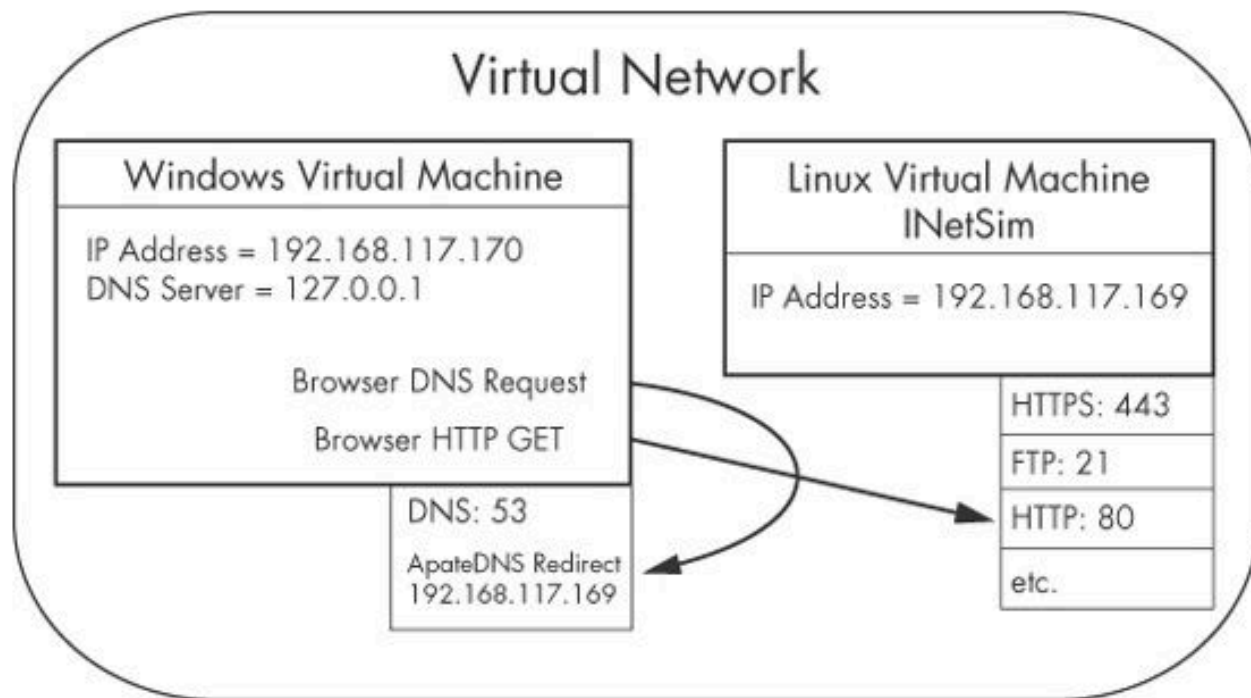 Virtual Network
Windows Virtual Machine
IP Address = 192.168.117.170
DNS Server = 127.0.0.1
Browser DNS Request
Browser HTTP GET
DNS: 53
ApateDNS Redirect
192.168.117.169
Linux Virtual Machine
INetSim
IP Address = 192.168.117.169
HTTPS: 443
FTP: 21
HTTP: 80
etc.